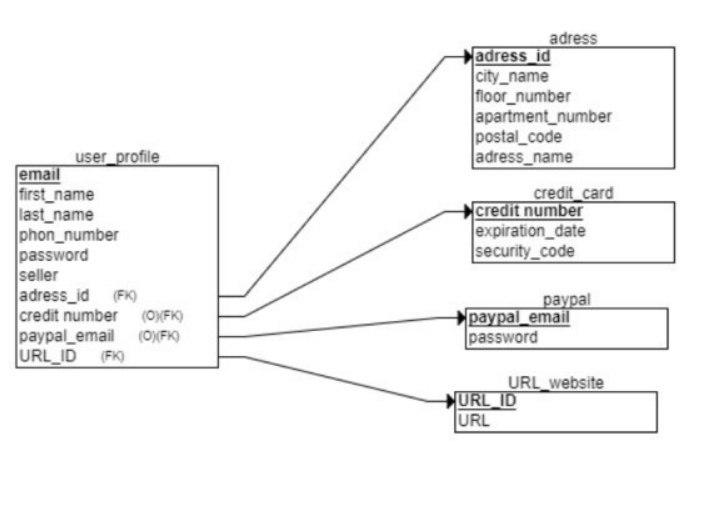 user_profile
email
first_name
last_name
phon_number
password
seller
adress_id (FK)
credit number (O)(FK)
paypal_email (O)(FK)
URL_ID (FK)
adress
adress_id
city_name
floor_number
apartment_number
postal_code
adress_name
credit_card
credit number
expiration_date
security_code
paypal
paypal_email
password
URL_website
URL_ID
URL